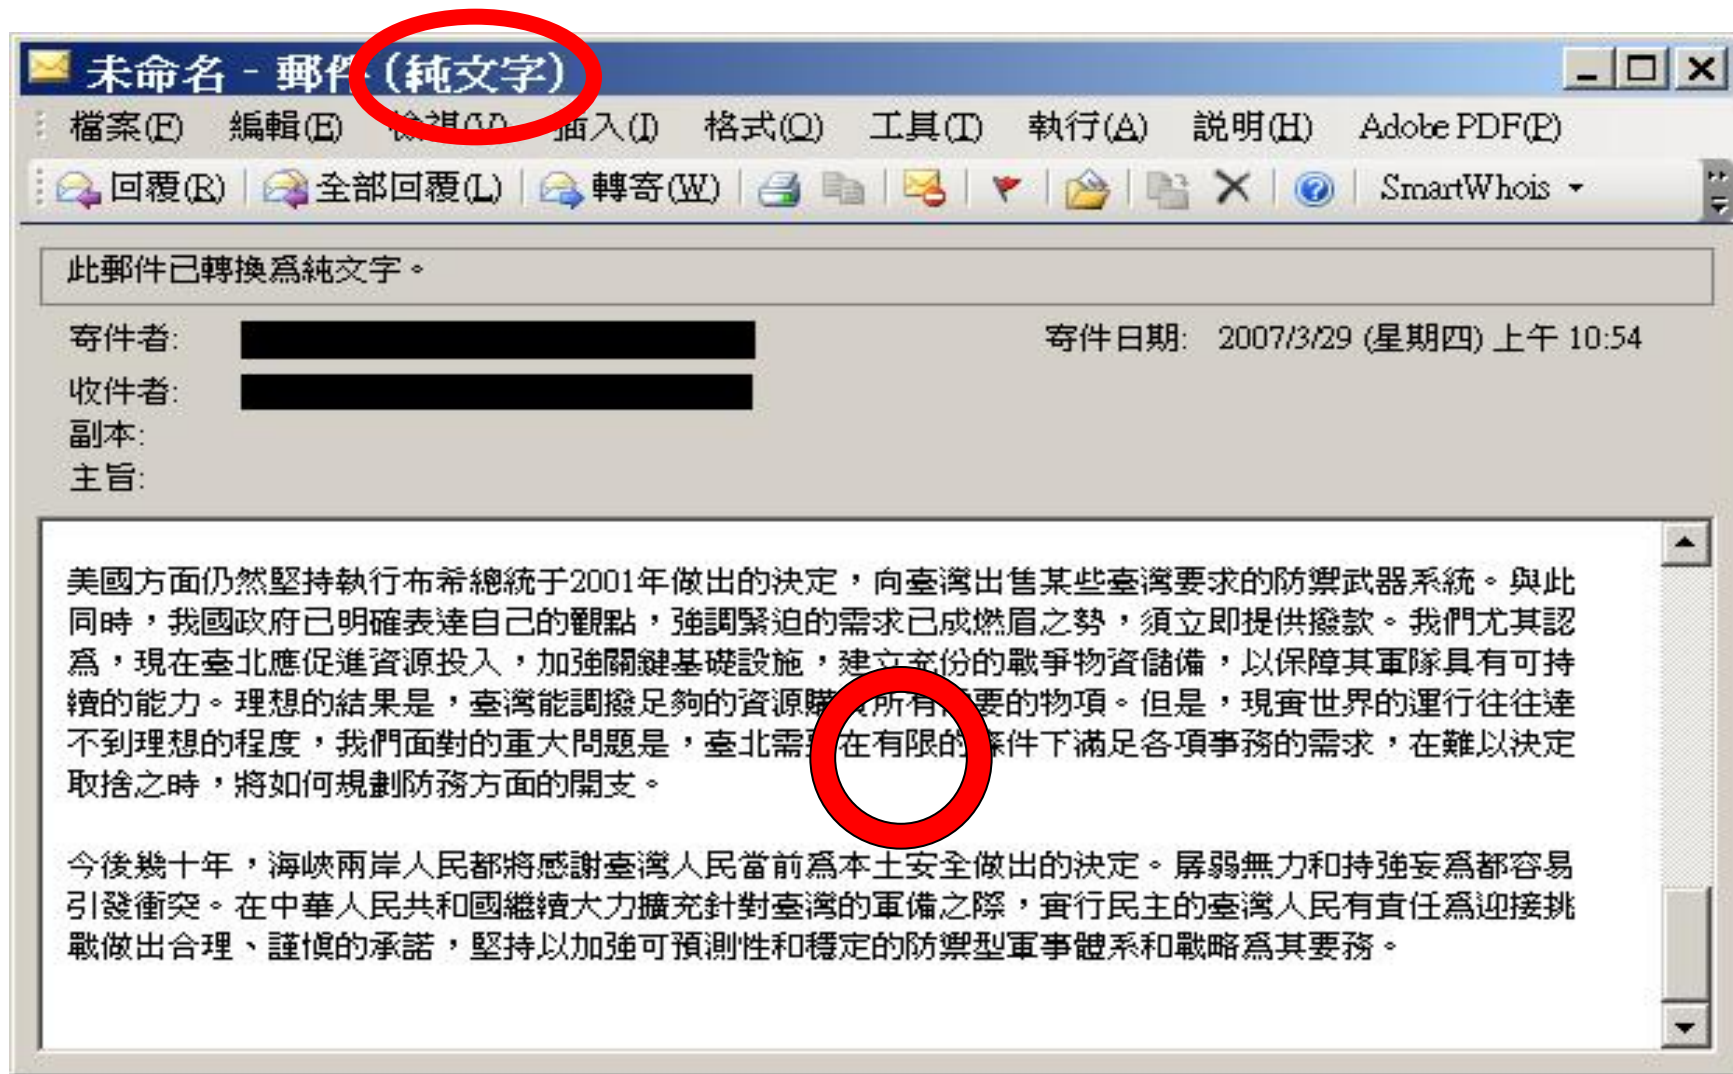 未命名 - 郵件 (純文字)
檔案(F) 編輯(E) 檢視(V) 插入(I) 格式(O) 工具(T) 執行(A) 說明(H) Adobe PDF(P)
回覆(R) 全部回覆(L) 轉寄(W) SmartWhois
此郵件已轉換爲純文字。
寄件者: 寄件日期: 2007/3/29 (星期四) 上午 10:54
收件者:
副本:
主旨:
美國方面仍然堅持執行布希總統于2001年做出的決定，向臺灣出售某些臺灣要求的防禦武器系統。與此
同時，我國政府已明確表達自己的觀點，強調緊迫的需求已成燃眉之勢，須立即提供撥款。我們尤其認
爲，現在臺北應促進資源投入，加強關鍵基礎設施，建立充份的戰爭物資儲備，以保障其軍隊具有可持
續的能力。理想的結果是，臺灣能調撥足夠的資源購買所有需要的物項。但是，現實世界的運行往往達
不到理想的程度，我們面對的重大問題是，臺北需要在有限的條件下滿足各項事務的需求，在難以決定
取捨之時，將如何規劃防務方面的開支。
今後幾十年，海峽兩岸人民都將感謝臺灣人民當前爲本土安全做出的決定。孱弱無力和持強妄爲都容易
引發衝突。在中華人民共和國繼續大力擴充針對臺灣的軍備之際，實行民主的臺灣人民有責任爲迎接挑
戰做出合理、謹慎的承諾，堅持以加強可預測性和穩定的防禦型軍事體系和戰略爲其要務。